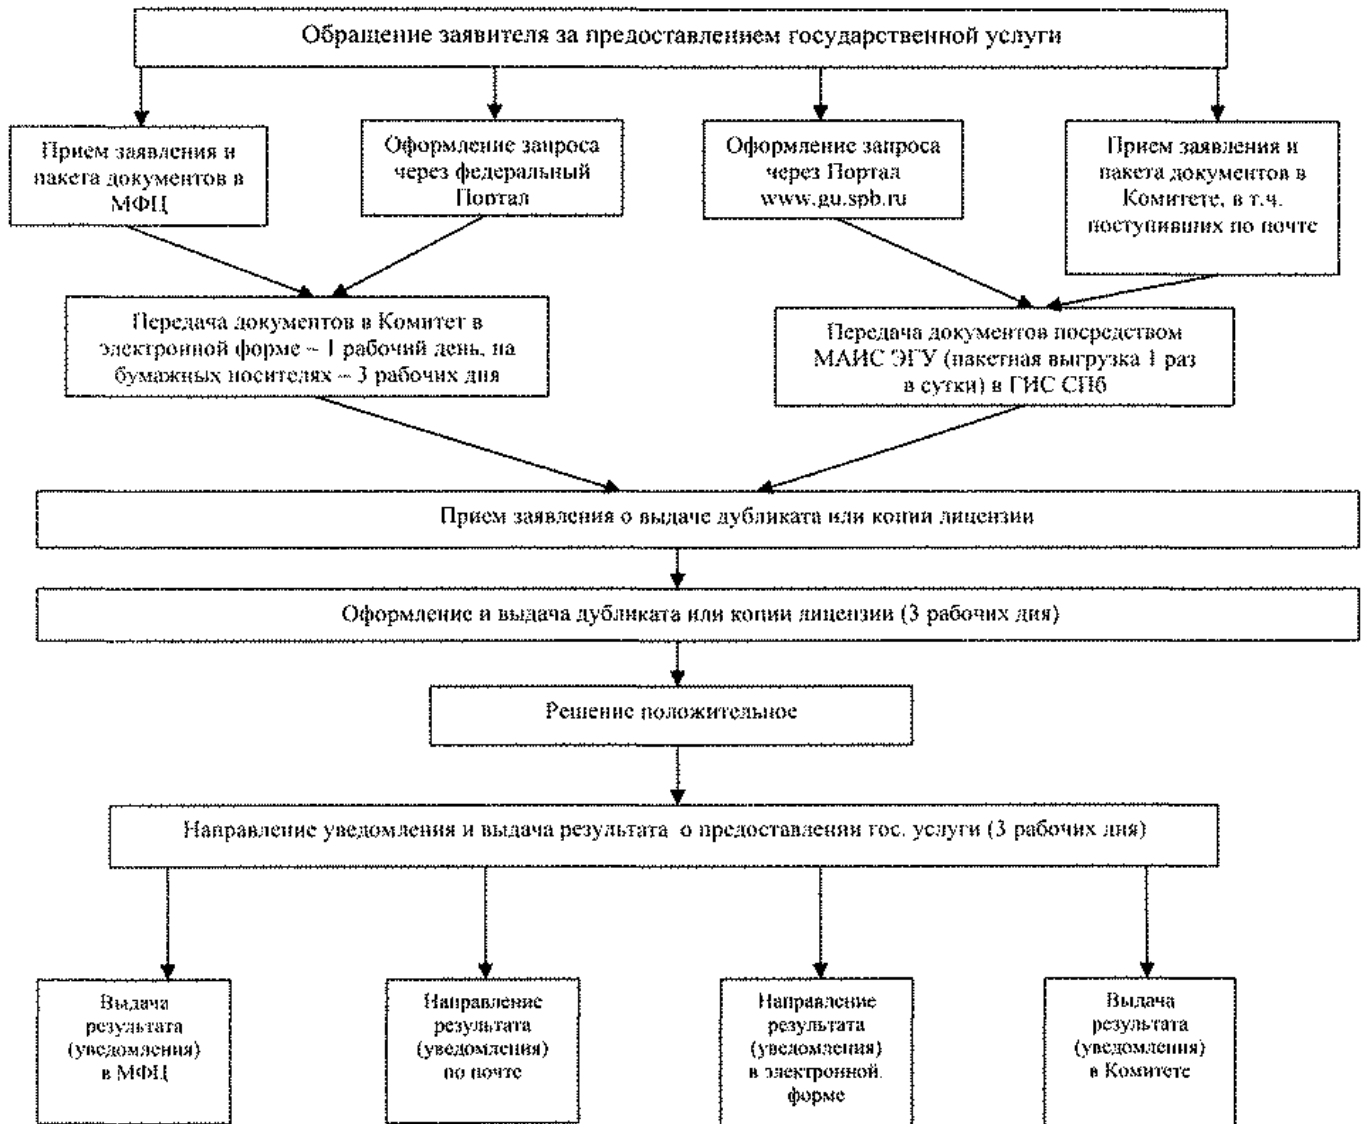 Обращение заявителя за предоставлением государственной услуги
Прием заявления и
пакета документов в
МФЦ
Оформление запроса
через федеральный
Портал
Оформление запроса
через Портал
www.gu.spb.ru
Прием заявления и
пакета документов в
Комитете, в т.ч.
поступивших по почте
Передача документов в Комитет в
электронной форме – 1 рабочий день, на
бумажных носителях – 3 рабочих дня
Передача документов посредством
МАИС ЭГУ (пакетная выгрузка 1 раз
в сутки) в ГИС СПб
Прием заявления о выдаче дубликата или копии лицензии
Оформление и выдача дубликата или копии лицензии (3 рабочих дня)
Решение положительное
Направление уведомления и выдача результата о предоставлении гос. услуги (3 рабочих дня)
Выдача
результата
(уведомления)
в МФЦ
Направление
результата
(уведомления)
по почте
Направление
результата
(уведомления)
в электронной.
форме
Выдача
результата
(уведомления)
в Комитете